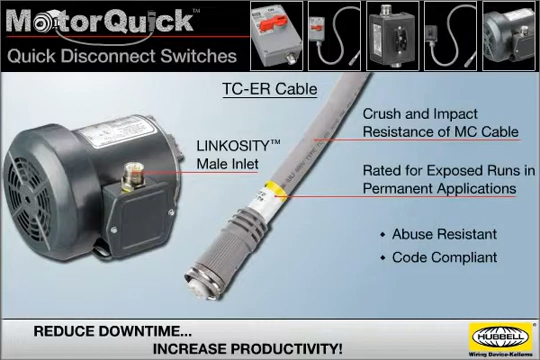 MotorQuick™
Quick Disconnect Switches
TC-ER Cable
Crush and Impact
Resistance of MC Cable
LINKOSITY™
Male Inlet
Rated for Exposed Runs in
Permanent Applications
• Abuse Resistant
• Code Compliant
REDUCE DOWNTIME...
INCREASE PRODUCTIVITY!
HUBBELL®
Wiring Device-Kellems